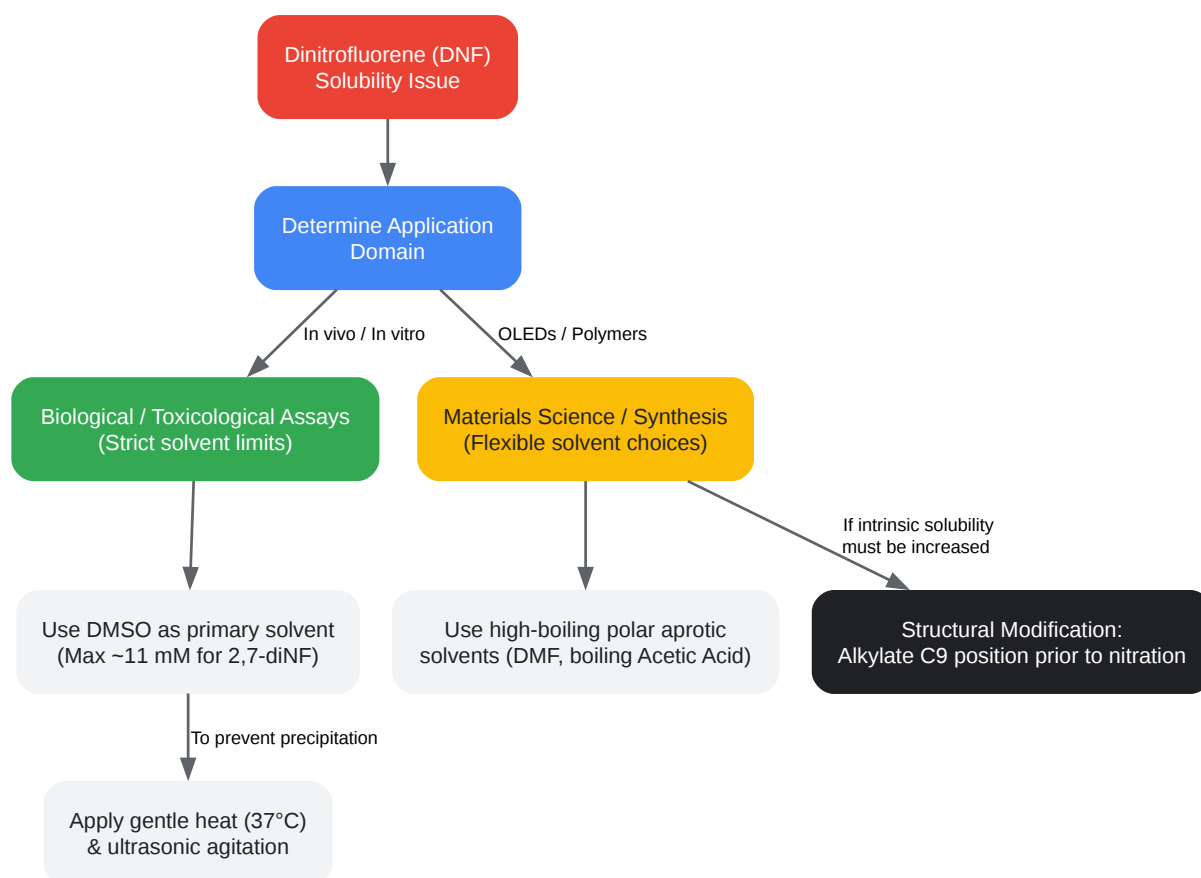 Dinitrofluorene (DNF)
Solubility Issue
Determine Application
Domain
In vivo / In vitro
OLEDs / Polymers
Biological / Toxicological Assays
(Strict solvent limits)
Materials Science / Synthesis
(Flexible solvent choices)
If intrinsic solubility
must be increased
Use DMSO as primary solvent
(Max ~11 mM for 2,7-diNF)
Use high-boiling polar aprotic
solvents (DMF, boiling Acetic Acid)
Structural Modification:
Alkylate C9 position prior to nitration
To prevent precipitation
Apply gentle heat (37°C)
& ultrasonic agitation